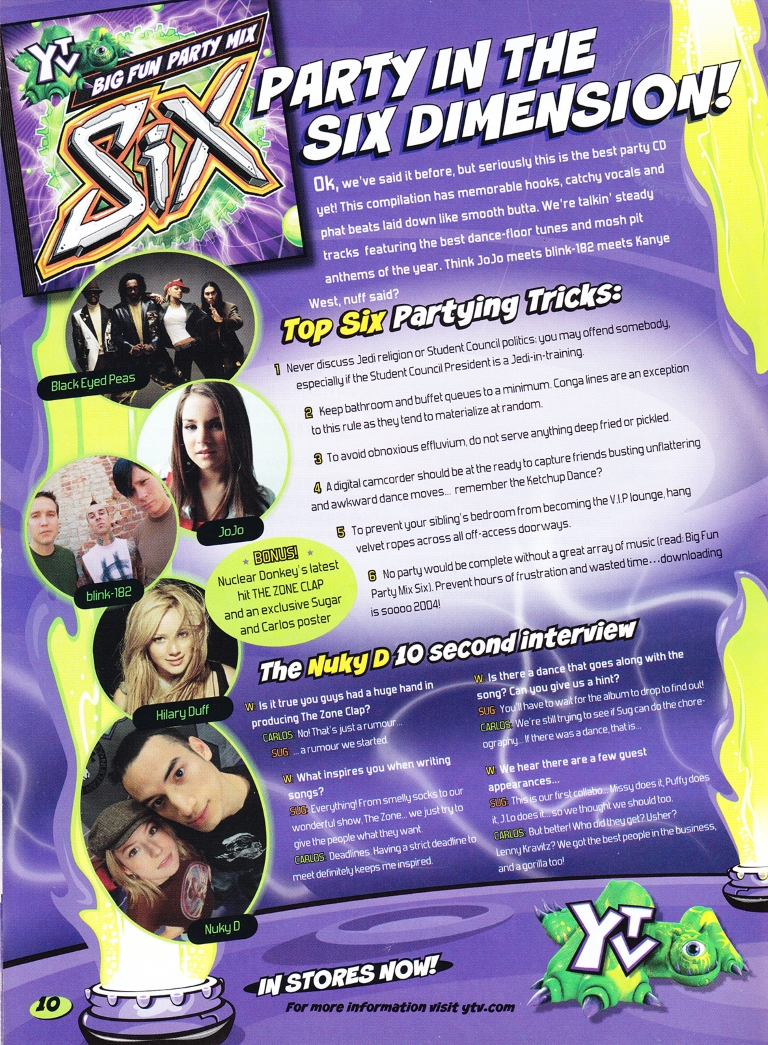 YTV
BIG FUN PARTY MIX
SiX
PARTY IN THE
SIX DIMENSION!
Ok, we've said it before, but seriously this is the best party CD
yet! This compilation has memorable hooks, catchy vocals and
phat beats laid down like smooth butta. We're talkin' steady
tracks featuring the best dance-floor tunes and mosh pit
anthems of the year. Think JoJo meets blink-182 meets Kanye
West, nuff said?
Top Six Partying Tricks:
1 Never discuss Jedi religion or Student Council politics: you may offend somebody,
especially if the Student Council President is a Jedi-in-training.
2 Keep bathroom and buffet queues to a minimum. Conga lines are an exception
to this rule as they tend to materialize at random.
3 To avoid obnoxious effluvium, do not serve anything deep fried or pickled.
4 A digital camcorder should be at the ready to capture friends busting unflattering
and awkward dance moves... remember the Ketchup Dance?
5 To prevent your sibling's bedroom from becoming the V.I.P lounge, hang
velvet ropes across all off-access doorways.
6 No party would be complete without a great array of music (read: Big Fun
Party Mix Six). Prevent hours of frustration and wasted time...downloading
is soooo 2004!
Black Eyed Peas
JoJo
blink-182
BONUS!
Nuclear Donkey's latest
hit THE ZONE CLAP
and an exclusive Sugar
and Carlos poster
Hilary Duff
Nuky D
The Nuky D 10 second interview
W: Is it true you guys had a huge hand in
producing The Zone Clap?
CARLOS: No! That's just a rumour...
SUG: ... a rumour we started.
W: What inspires you when writing
songs?
SUG: Everything! From smelly socks to our
wonderful show, The Zone... we just try to
give the people what they want.
CARLOS: Deadlines. Having a strict deadline to
meet definitely keeps me inspired.
W: Is there a dance that goes along with the
song? Can you give us a hint?
SUG: You'll have to wait for the album to drop to find out!
CARLOS: We're still trying to see if Sug can do the chore-
ography... If there was a dance, that is...
W: We hear there are a few guest
appearances...
SUG: This is our first collabo... Missy does it, Puffy does
it, J.Lo does it... so we thought we should too.
CARLOS: But better! Who did they get? Usher?
Lenny Kravitz? We got the best people in the business,
and a gorilla too!
IN STORES NOW!
For more information visit ytv.com
YTV
10